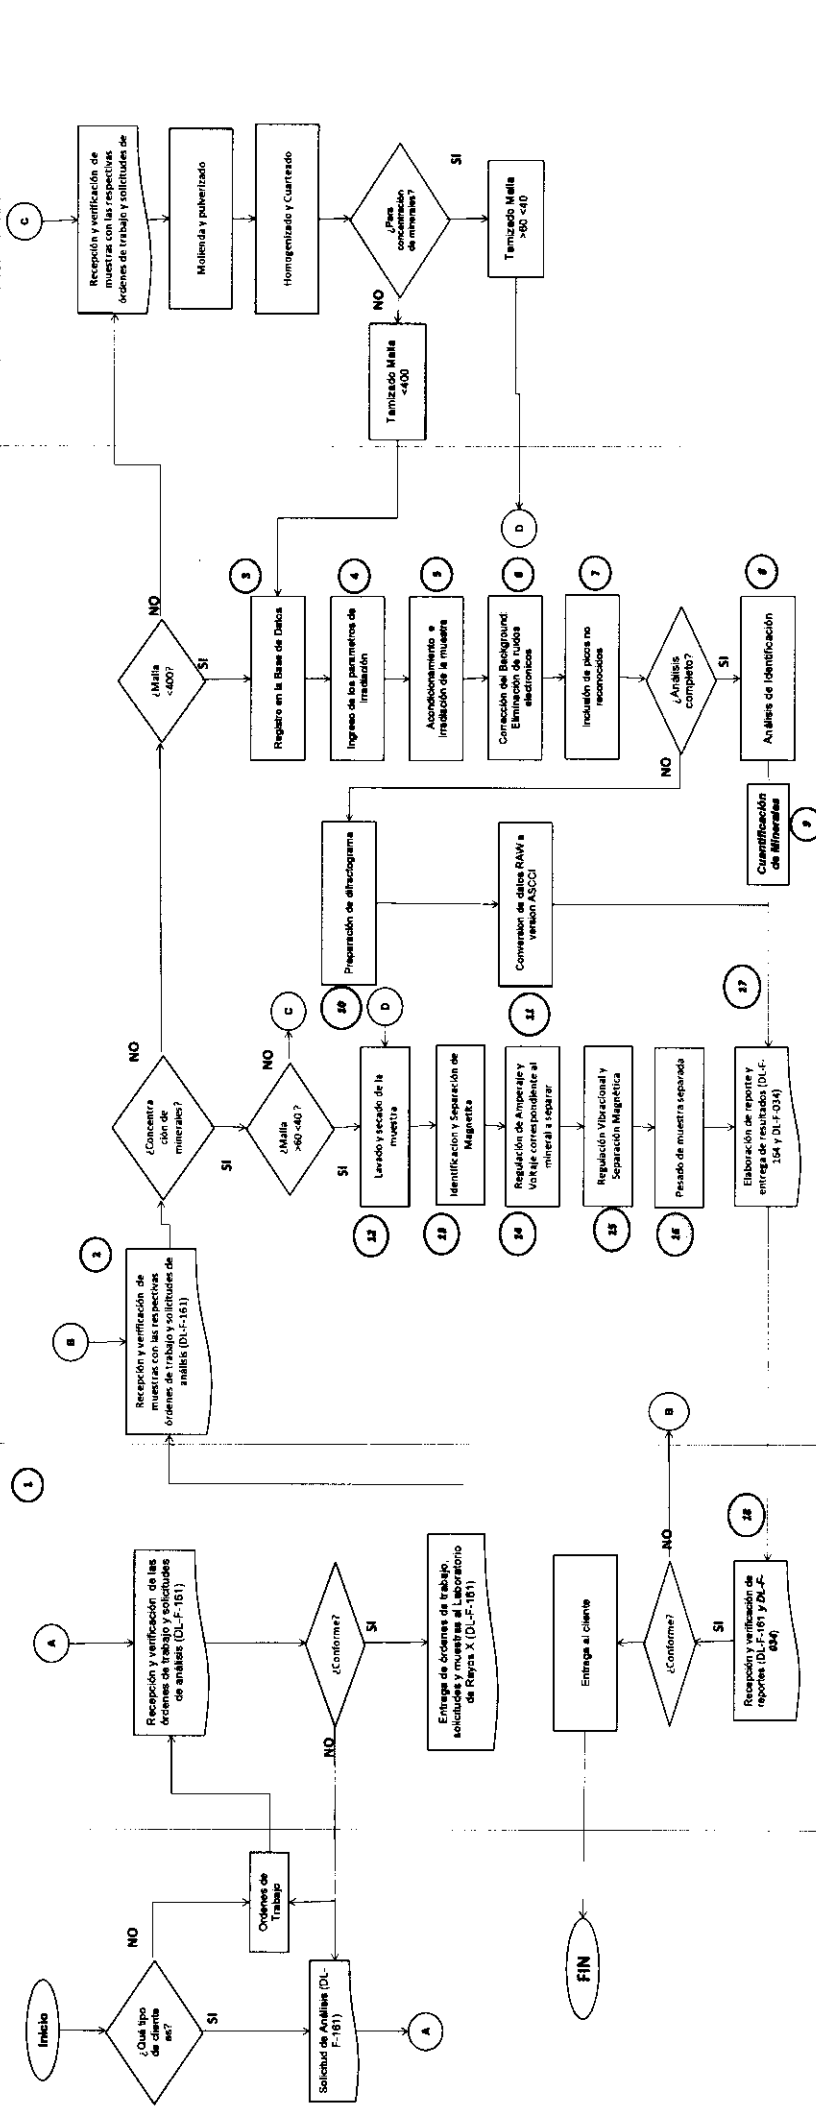 Inicio
¿Qué tipo
de cliente
es?
NO
SI
Ordenes de
Trabajo
Solicitud de Análisis (DL-
F-161)
A
FIN
A
1
Recepción y verificación de las
órdenes de trabajo y solicitudes
de análisis (DL-F-161)
¿Conforme?
NO
SI
Entrega de órdenes de trabajo,
solicitudes y muestras al Laboratorio
de Rayos X (DL-F-161)
Entrega al cliente
¿Conforme?
NO
B
SI
Recepción y verificación de
reportes (DL-F-161 y DL-F-
034)
18
B
2
Recepción y verificación de
muestras con las respectivas
órdenes de trabajo y solicitudes de
análisis (DL-F-161)
¿Concentra
ción de
minerales?
NO
SI
¿Malla
>60 <40 ?
NO
C
SI
12
Lavado y secado de la
muestra
D
13
Identificacion y Separación de
Magnetita
14
Regulación de Amperaje y
Voltaje correspondiente al
mineral a separar
15
Regulación Vibracional y
Separación Magnética
16
Pesado de muestra separada
Elaboración de reporte y
entrega de resultados (DL-F-
164 y DL-F-034)
17
10
Preparación de difractograma
11
Conversion de datos RAW a
version ASCCI
¿Malla
<400?
NO
SI
3
Registro en la Base de Datos
4
Ingreso de los parametros de
Irradiación
5
Acondicionamiento e
Irradiación de la muestra
6
Corrección del Background:
Eliminación de ruidos
electronicos
D
7
Inclusión de picos no
reconocidos
¿Análisis
completo?
NO
SI
8
Análisis de Identificación
Cuantificación
de Minerales
9
C
Recepción y verificación de
muestras con las respectivas
órdenes de trabajo y solicitudes de
Molienda y pulverizado
Homogenizado y Cuarteado
¿Para
concentración
de minerales?
NO
SI
Tamizado Malla
<400
Tamizado Malla
>60 <40